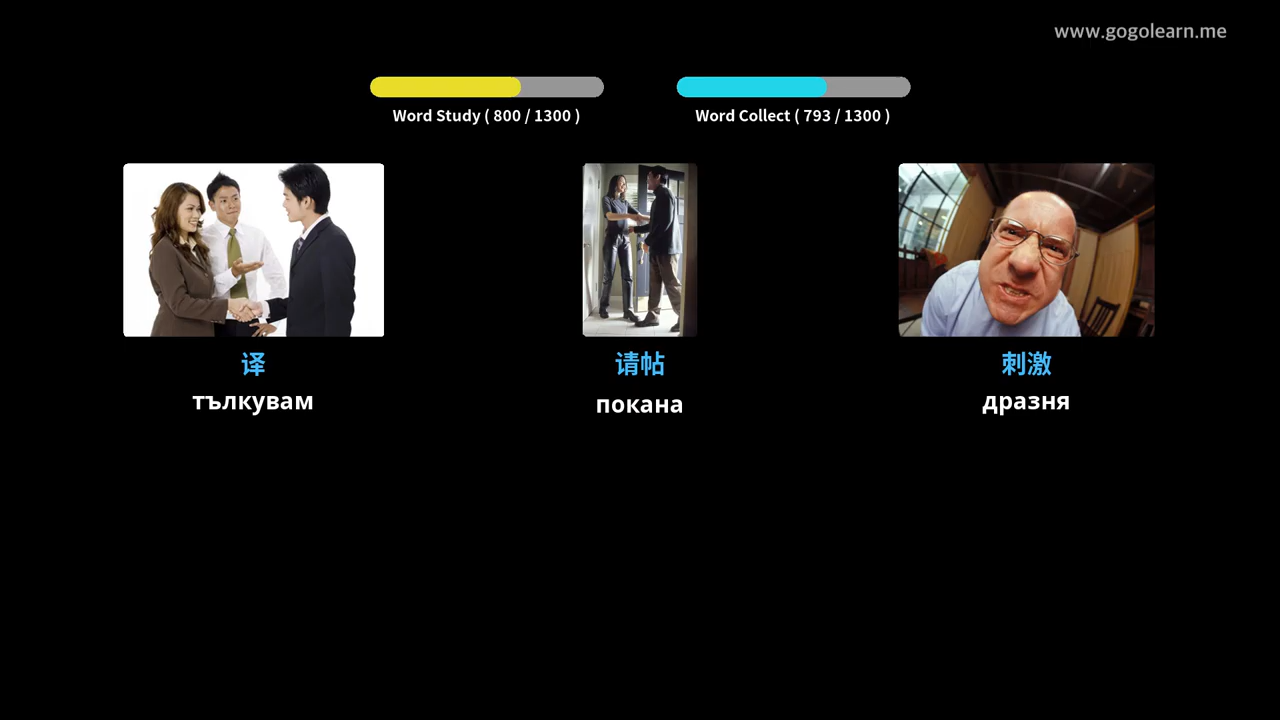 www.gogolearn.me
Word Study ( 800 / 1300 )
Word Collect ( 793 / 1300 )
译
请帖
刺激
тълкувам
покана
дразня